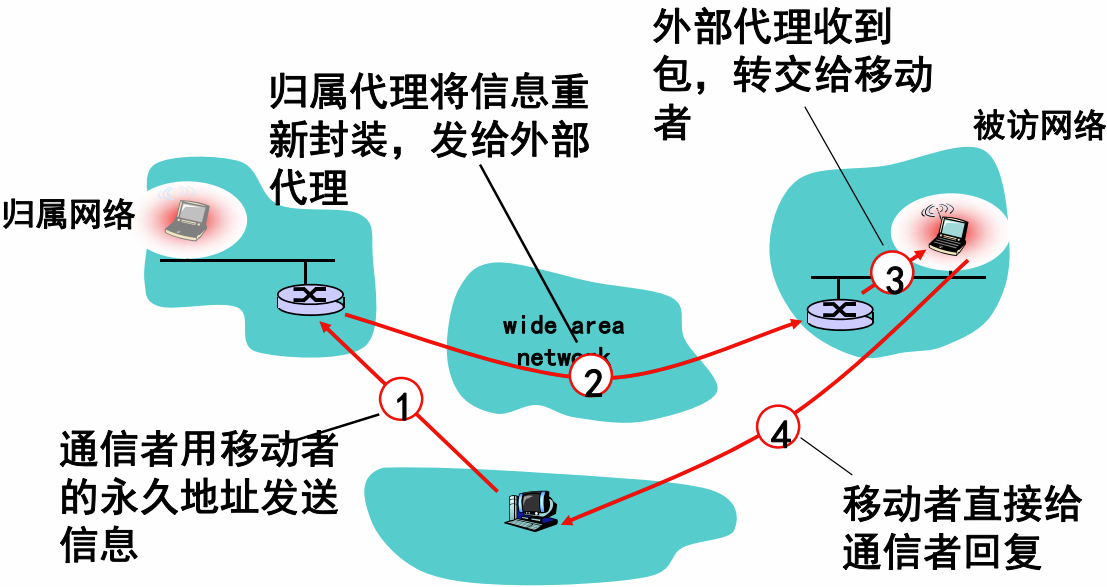 外部代理收到
包，转交给移动
者
归属代理将信息重
新封装，发给外部
代理
被访网络
归属网络
3
wide area
network
2
1
4
通信者用移动者
的永久地址发送
信息
移动者直接给
通信者回复